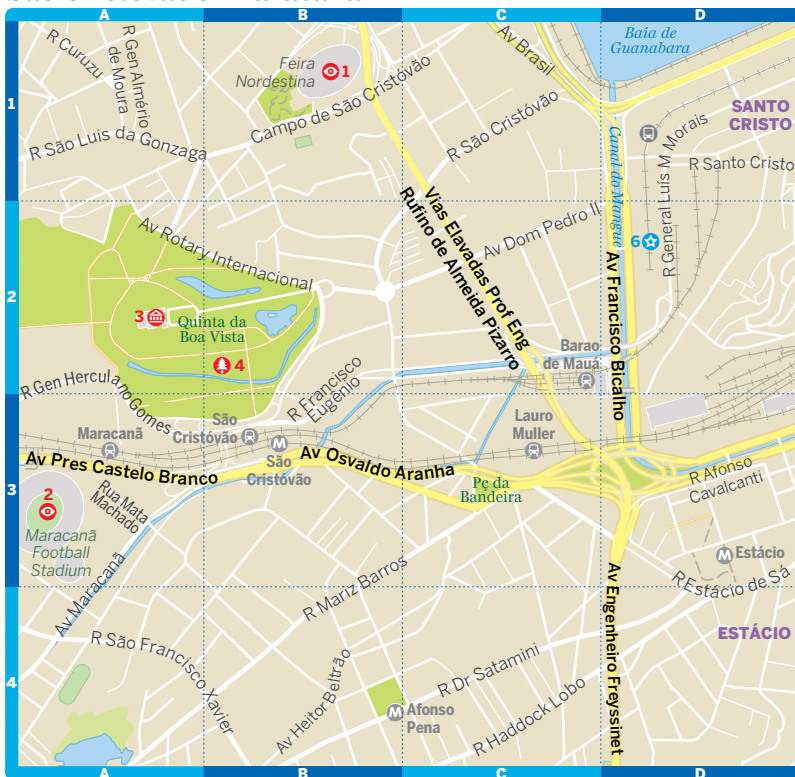 A
B
C
D
R Curuzu
R Gen Almério
de Moura
Feira
Nordestina
1
Av Brasil
Baía de
Guanabara
1
Campo de São Cristóvão
R São Luis da Gonzaga
R São Cristóvão
SANTO
CRISTO
Canal do Mangue
R General Luís M Morais
R Santo Cristo
Av Rotary Internacional
Vias Elavadas Prof Eng
Rufino de Almeida Pizarro
Av Dom Pedro II
6
2
3
Quinta da
Boa Vista
4
Av Francisco Bicalho
Barao
de Mauá
R Gen Herculano Gomes
R Francisco
Eugênio
São
Cristóvão
Maracanã
Lauro
Muller
Av Pres Castelo Branco
São
Cristóvão
Av Osvaldo Aranha
Pç da
Bandeira
R Afonso
Cavalcanti
3
2
Rua Mata
Machado
Maracanã
Football
Stadium
Estácio
R Estácio de Sá
Av Maracanã
R Mariz Barros
Av Engenheiro Freyssinet
ESTÁCIO
R São Francisco Xavier
4
Av Heitor Beltrão
R Dr Satamini
Afonso
Pena
R Haddock Lobo
A
B
C
D